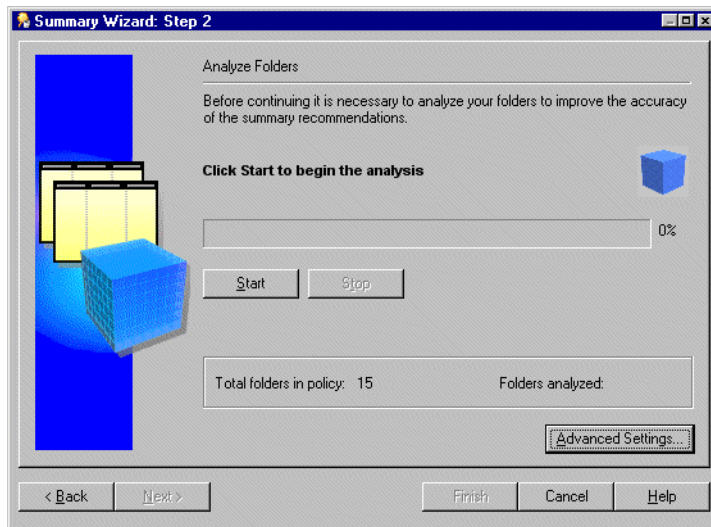 Summary Wizard: Step 2
Analyze Folders
Before continuing it is necessary to analyze your folders to improve the accuracy
of the summary recommendations.
Click Start to begin the analysis
0%
Start Stop
Total folders in policy: 15 Folders analyzed:
Advanced Settings...
< Back Next > Finish Cancel Help